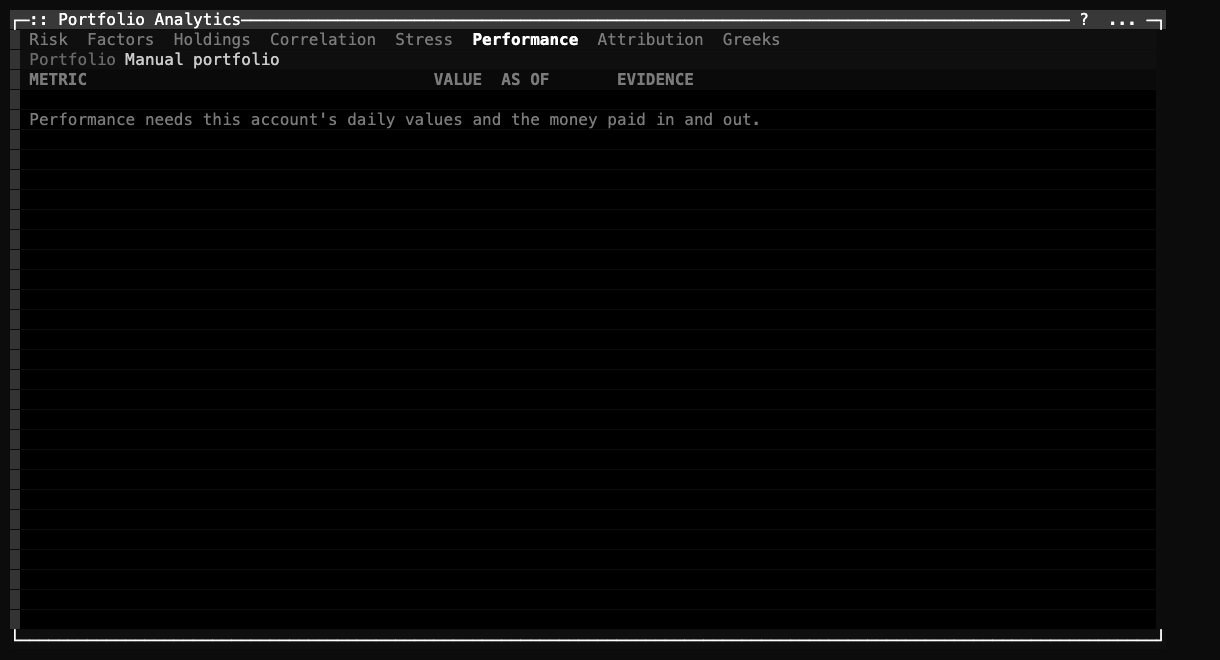 :: Portfolio Analytics ? ...
Risk Factors Holdings Correlation Stress Performance Attribution Greeks
Portfolio Manual portfolio
METRIC VALUE AS OF EVIDENCE
Performance needs this account's daily values and the money paid in and out.